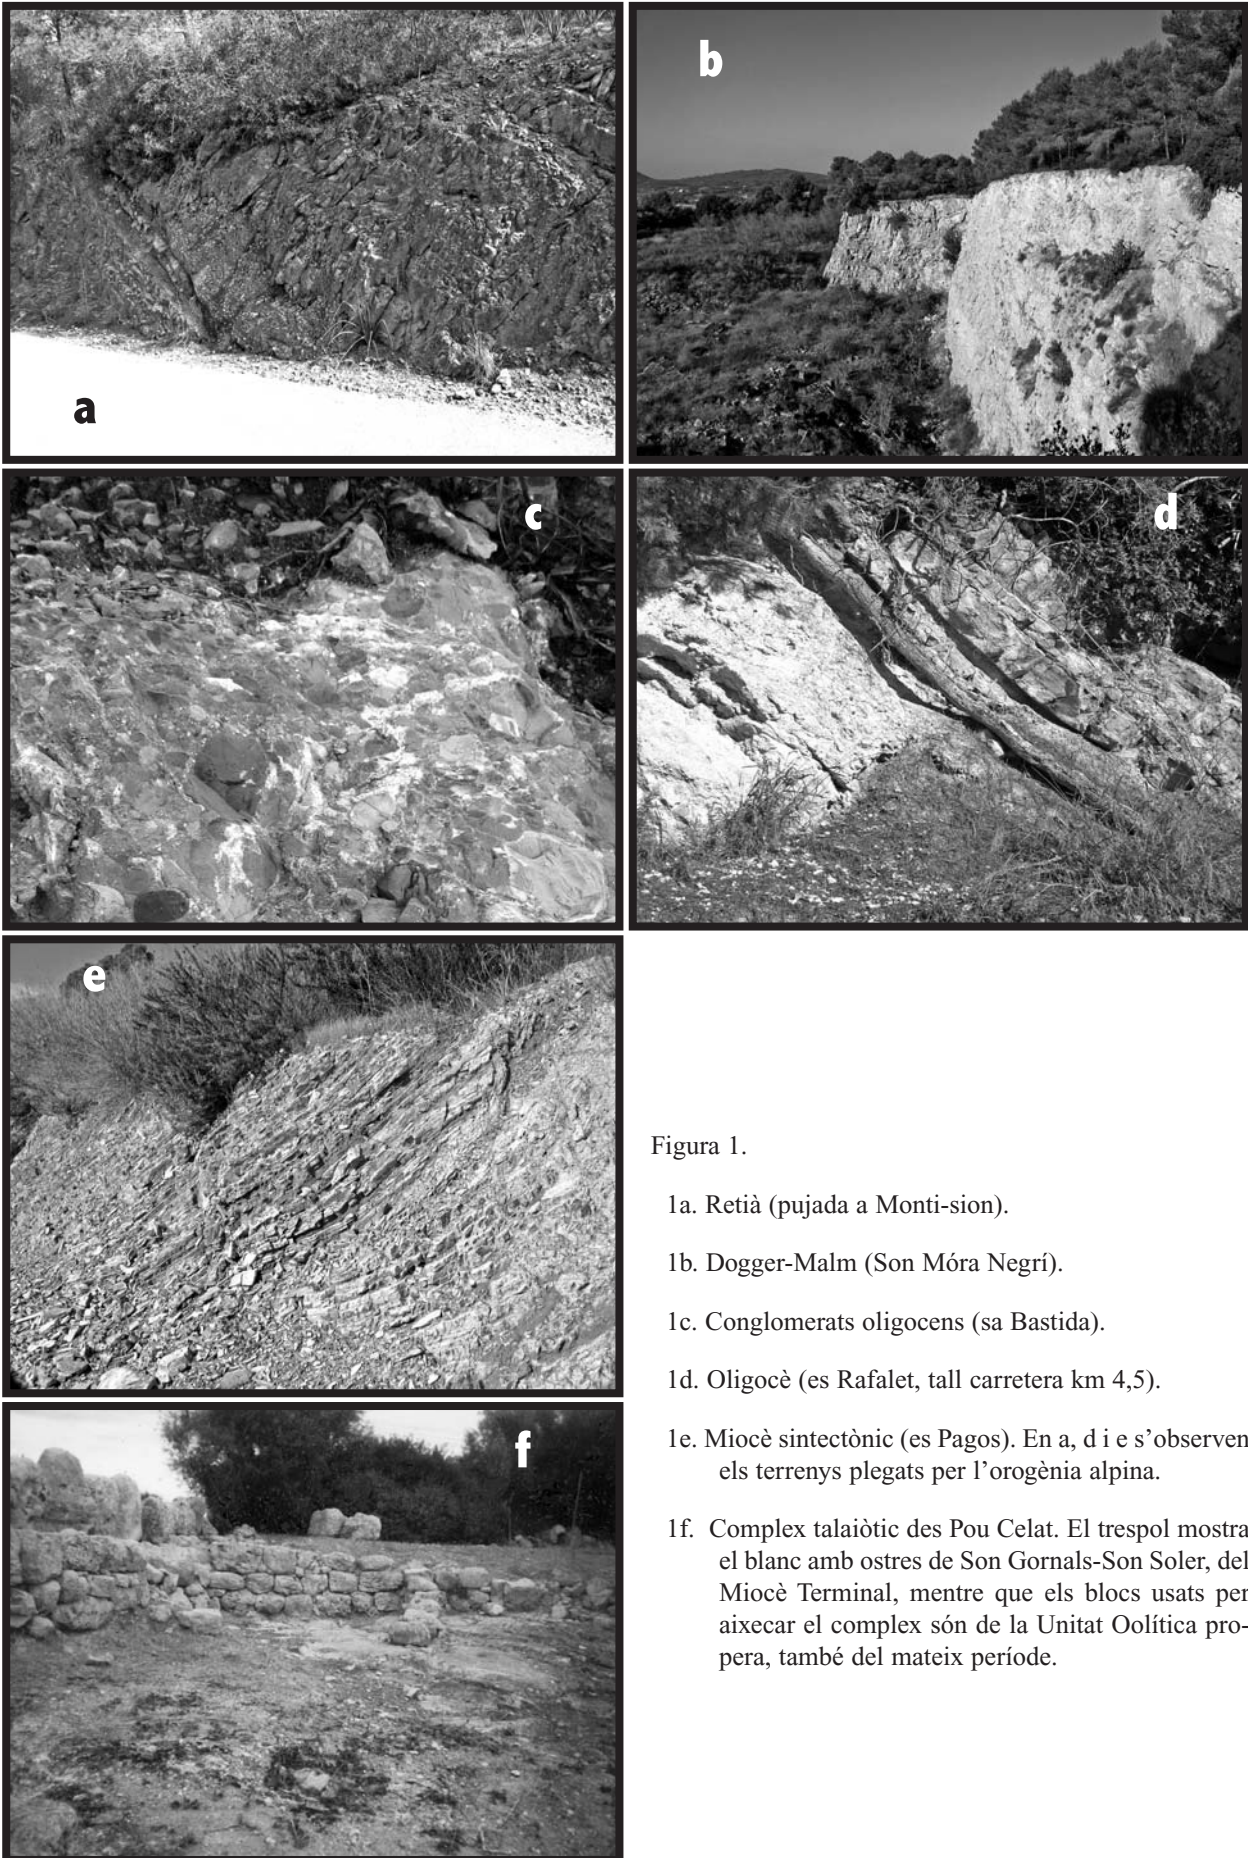 a
b
c
d
e
f
Figura 1.
1a. Retià (pujada a Monti-sion).
1b. Dogger-Malm (Son Móra Negrí).
1c. Conglomerats oligocens (sa Bastida).
1d. Oligocè (es Rafalet, tall carretera km 4,5).
1e. Miocè sintectònic (es Pagos). En a, d i e s’observen
els terrenys plegats per l’orogènia alpina.
1f. Complex talaiòtic des Pou Celat. El trespol mostra
el blanc amb ostres de Son Gornals-Son Soler, del
Miocè Terminal, mentre que els blocs usats per
aixecar el complex són de la Unitat Oolítica pro-
pera, també del mateix període.